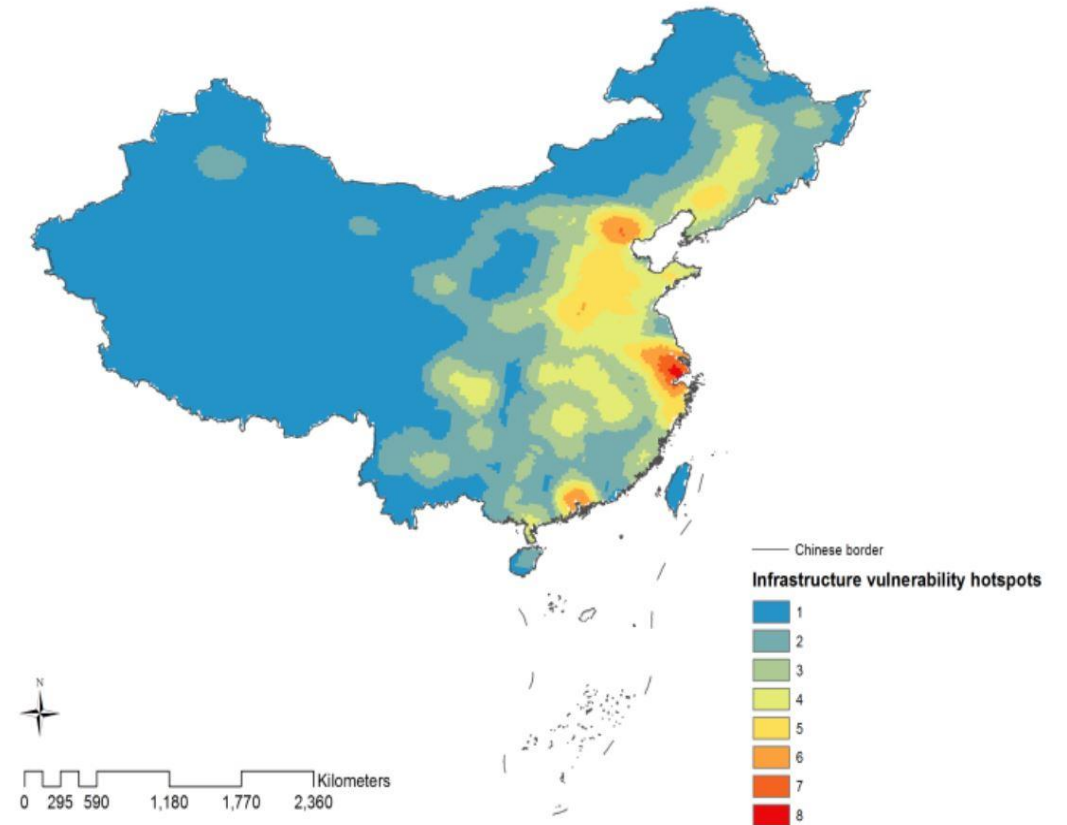 Chinese border
Infrastructure vulnerability hotspots
1
2
3
4
5
6
7
8
N
Kilometers
0 295 590 1,180 1,770 2,360